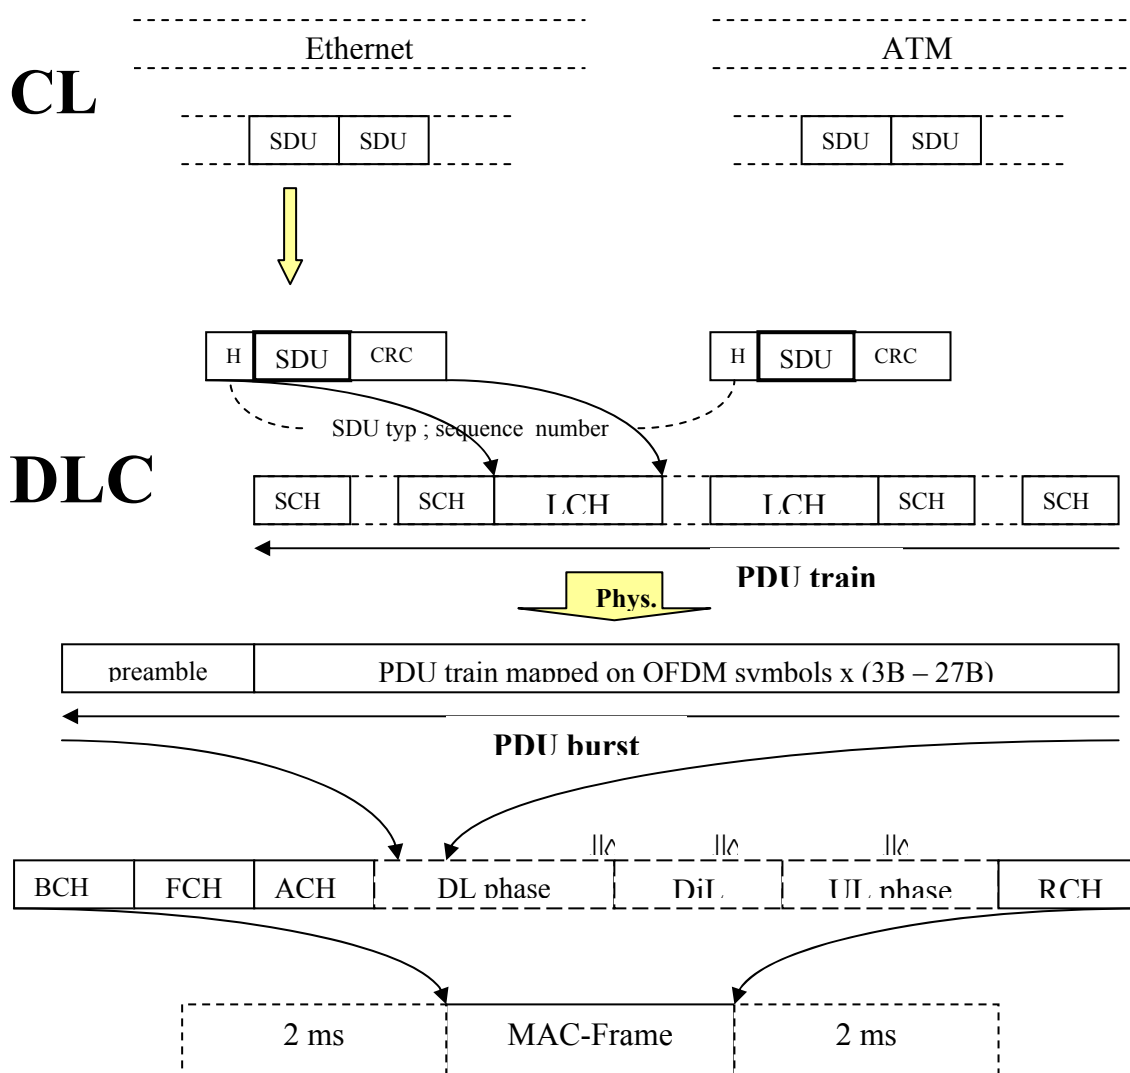 Ethernet ATM
CL
SDU SDU SDU SDU
H SDU CRC H SDU CRC
SDU typ ; sequence number
DLC
SCH SCH LCH LCH SCH SCH
PDU train
Phys.
preamble PDU train mapped on OFDM symbols x (3B – 27B)
PDU burst
BCH FCH ACH DL phase DiL UL phase RCH
2 ms MAC-Frame 2 ms